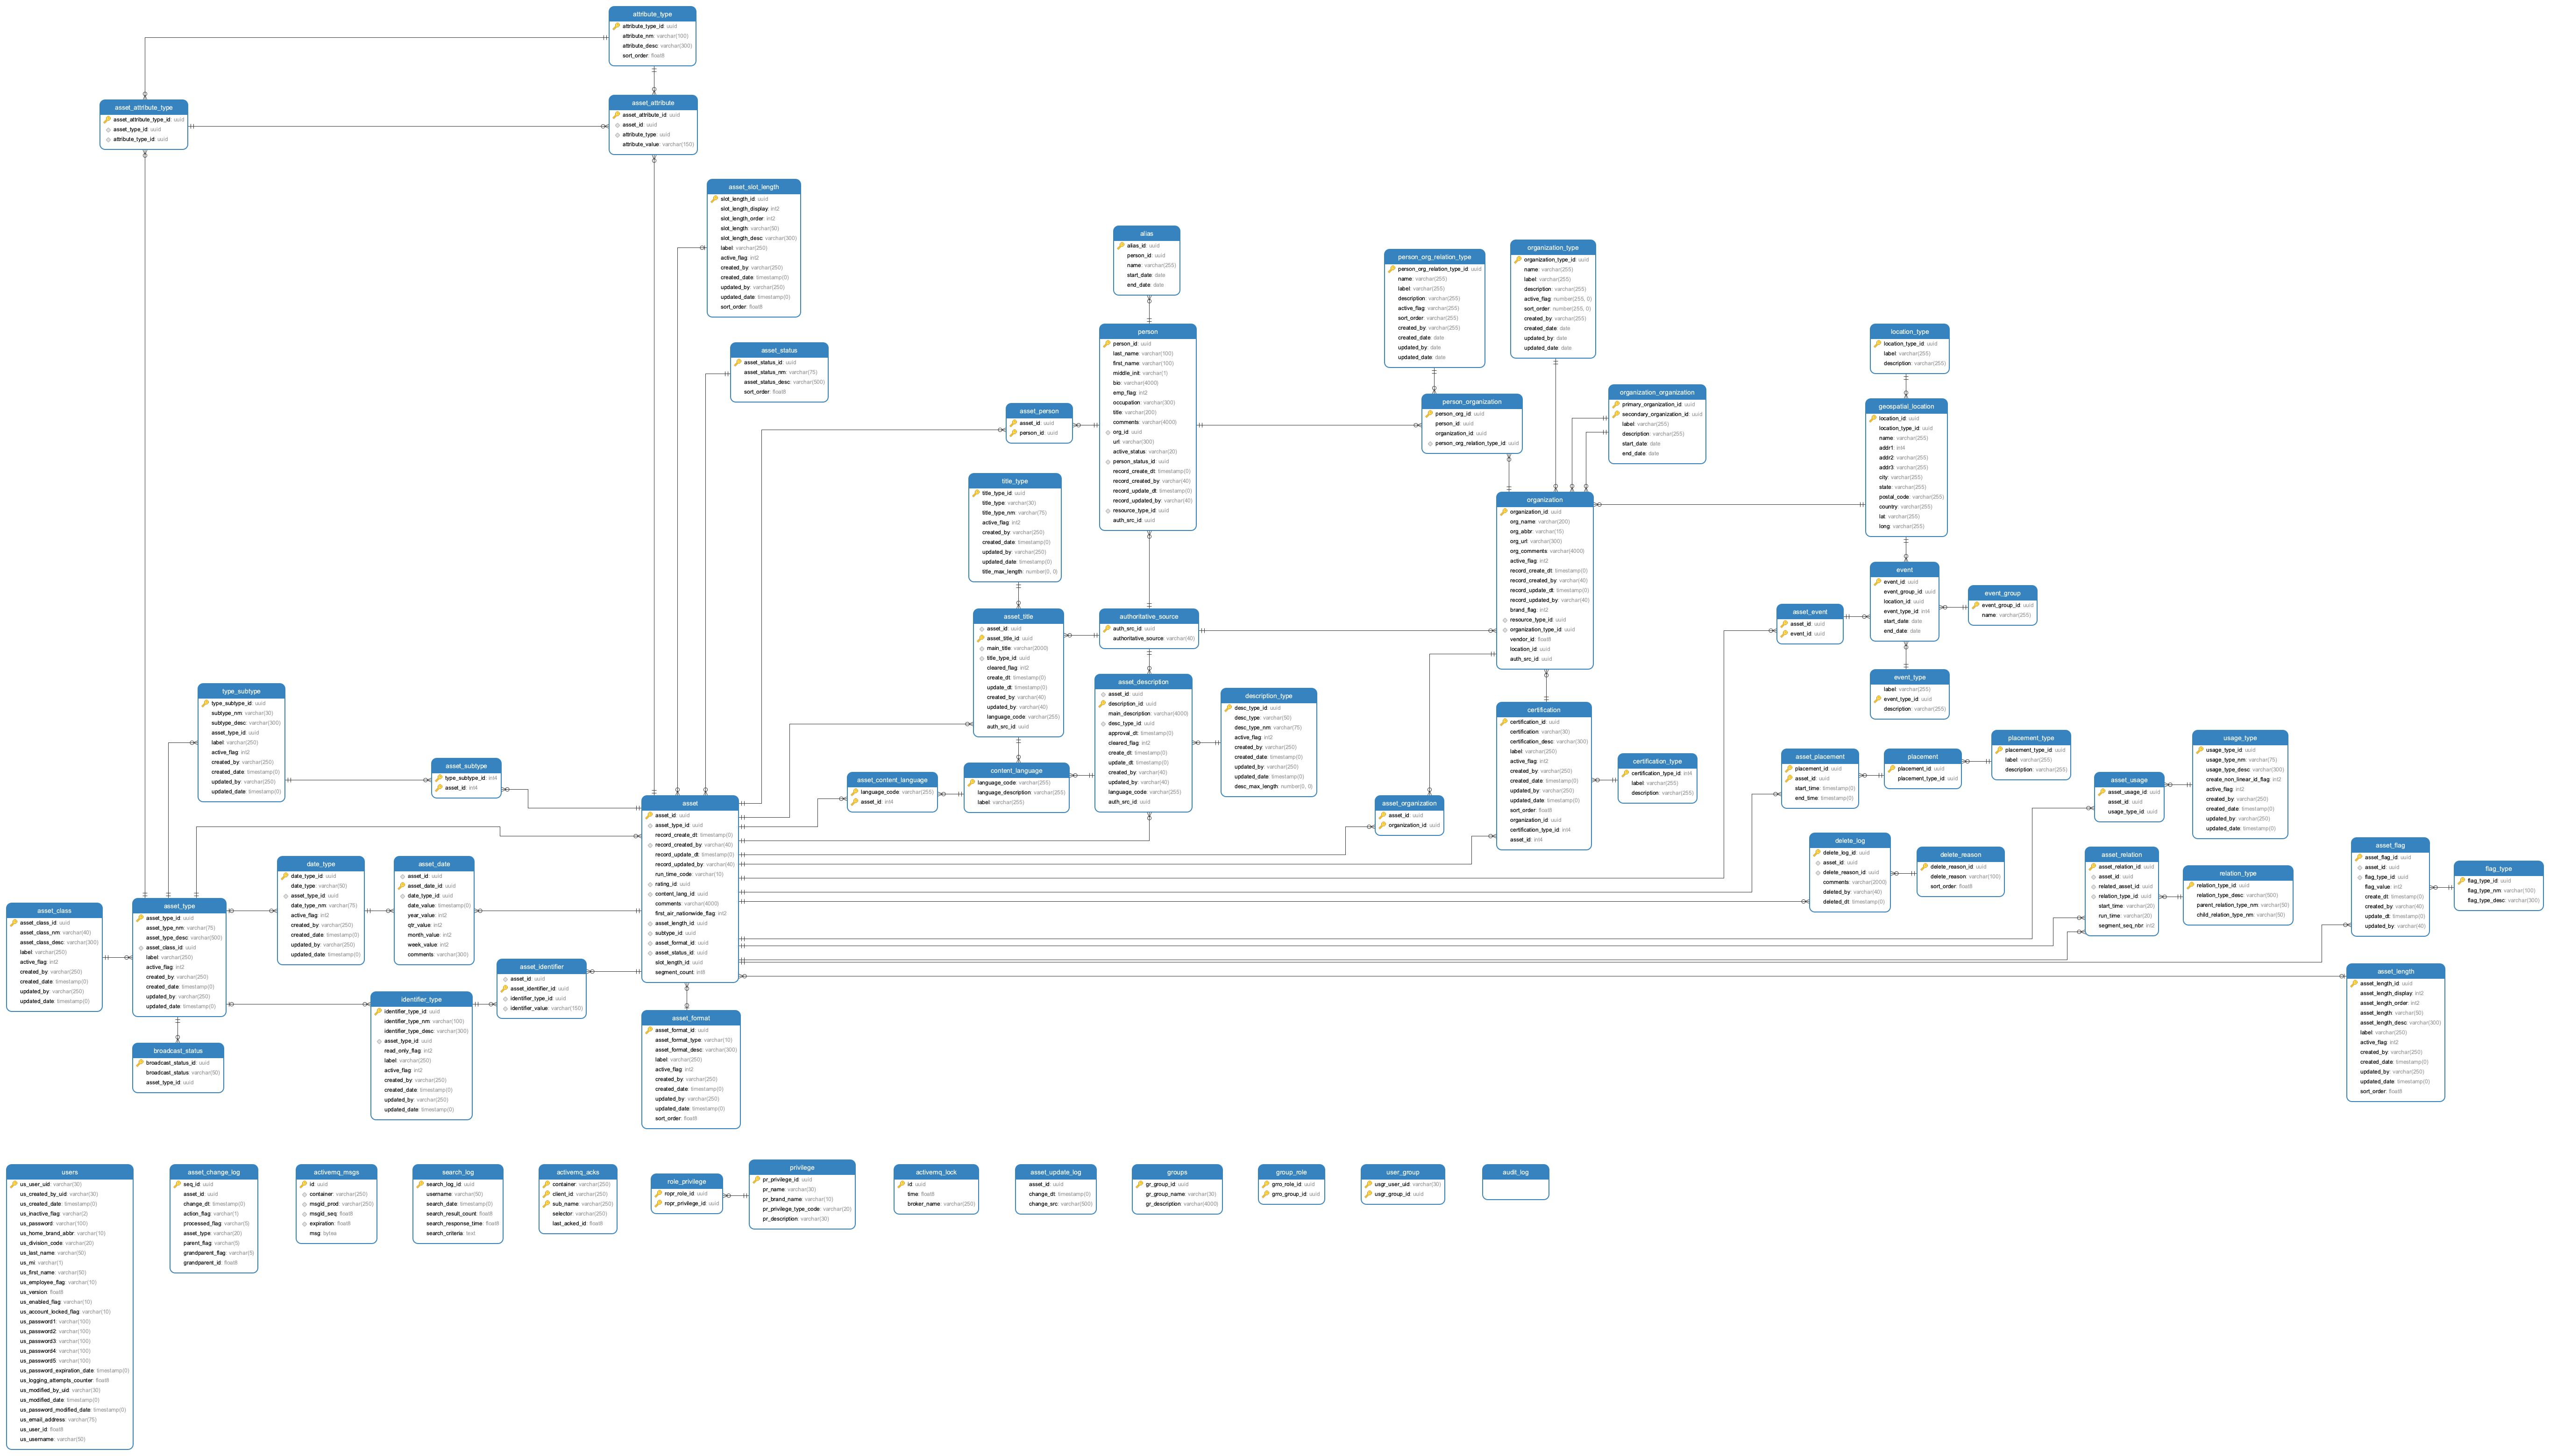 attribute_type
attribute_type_id: uuid
attribute_nm: varchar(100)
attribute_desc: varchar(300)
sort_order: float8
asset_attribute_type
asset_attribute_type_id: uuid
asset_type_id: uuid
attribute_type_id: uuid
asset_attribute
asset_attribute_id: uuid
asset_id: uuid
attribute_type: uuid
attribute_value: varchar(150)
asset_slot_length
slot_length_id: uuid
slot_length_display: int2
slot_length_order: int2
slot_length: varchar(50)
slot_length_desc: varchar(300)
label: varchar(250)
active_flag: int2
created_by: varchar(250)
created_date: timestamp(0)
updated_by: varchar(250)
updated_date: timestamp(0)
sort_order: float8
asset_status
asset_status_id: uuid
asset_status_nm: varchar(75)
asset_status_desc: varchar(500)
sort_order: float8
alias
alias_id: uuid
person_id: uuid
name: varchar(255)
start_date: date
end_date: date
person
person_id: uuid
last_name: varchar(100)
first_name: varchar(100)
middle_init: varchar(1)
bio: varchar(4000)
emp_flag: int2
occupation: varchar(300)
title: varchar(200)
comments: varchar(4000)
org_id: uuid
url: varchar(300)
active_status: varchar(20)
person_status_id: uuid
record_create_dt: timestamp(0)
record_created_by: varchar(40)
record_update_dt: timestamp(0)
record_updated_by: varchar(40)
resource_type_id: uuid
auth_src_id: uuid
person_org_relation_type
person_org_relation_type_id: uuid
name: varchar(255)
label: varchar(255)
description: varchar(255)
active_flag: varchar(255)
sort_order: varchar(255)
created_by: varchar(255)
created_date: date
updated_by: date
updated_date: date
organization_type
organization_type_id: uuid
name: varchar(255)
label: varchar(255)
description: varchar(255)
active_flag: number(255, 0)
sort_order: number(255, 0)
created_by: varchar(255)
created_date: date
updated_by: date
updated_date: date
location_type
location_type_id: uuid
label: varchar(255)
description: varchar(255)
asset_person
asset_id: uuid
person_id: uuid
person_organization
person_org_id: uuid
person_id: uuid
organization_id: uuid
person_org_relation_type_id: uuid
organization_organization
primary_organization_id: uuid
secondary_organization_id: uuid
label: varchar(255)
description: varchar(255)
start_date: date
end_date: date
geospatial_location
location_id: uuid
location_type_id: uuid
name: varchar(255)
addr1: int4
addr2: varchar(255)
addr3: varchar(255)
city: varchar(255)
state: varchar(255)
postal_code: varchar(255)
country: varchar(255)
lat: varchar(255)
long: varchar(255)
title_type
title_type_id: uuid
title_type: varchar(30)
title_type_nm: varchar(75)
active_flag: int2
created_by: varchar(250)
created_date: timestamp(0)
updated_by: varchar(250)
updated_date: timestamp(0)
title_max_length: number(0, 0)
organization
organization_id: uuid
org_name: varchar(200)
org_abbr: varchar(15)
org_url: varchar(300)
org_comments: varchar(4000)
active_flag: int2
record_create_dt: timestamp(0)
record_created_by: varchar(40)
record_update_dt: timestamp(0)
record_updated_by: varchar(40)
brand_flag: int2
resource_type_id: uuid
organization_type_id: uuid
vendor_id: float8
location_id: uuid
auth_src_id: uuid
event
event_id: uuid
event_group_id: uuid
location_id: uuid
event_type_id: int4
start_date: date
end_date: date
event_group
event_group_id: uuid
name: varchar(255)
asset_event
asset_id: uuid
event_id: uuid
event_type
label: varchar(255)
event_type_id: uuid
description: varchar(255)
asset_title
asset_id: uuid
asset_title_id: uuid
main_title: varchar(2000)
title_type_id: uuid
cleared_flag: int2
create_dt: timestamp(0)
update_dt: timestamp(0)
created_by: varchar(40)
updated_by: varchar(40)
language_code: varchar(255)
auth_src_id: uuid
authoritative_source
auth_src_id: uuid
authoritative_source: varchar(40)
asset_description
asset_id: uuid
description_id: uuid
main_description: varchar(4000)
desc_type_id: uuid
approval_dt: timestamp(0)
cleared_flag: int2
create_dt: timestamp(0)
update_dt: timestamp(0)
created_by: varchar(40)
updated_by: varchar(40)
language_code: varchar(255)
auth_src_id: uuid
description_type
desc_type_id: uuid
desc_type: varchar(50)
desc_type_nm: varchar(75)
active_flag: int2
created_by: varchar(250)
created_date: timestamp(0)
updated_by: varchar(250)
updated_date: timestamp(0)
desc_max_length: number(0, 0)
type_subtype
type_subtype_id: uuid
subtype_nm: varchar(30)
subtype_desc: varchar(300)
asset_type_id: uuid
label: varchar(250)
active_flag: int2
created_by: varchar(250)
created_date: timestamp(0)
updated_by: varchar(250)
updated_date: timestamp(0)
asset_subtype
type_subtype_id: int4
asset_id: int4
asset_content_language
language_code: varchar(255)
asset_id: int4
content_language
language_code: varchar(255)
language_description: varchar(255)
label: varchar(255)
certification
certification_id: uuid
certification: varchar(30)
certification_desc: varchar(300)
label: varchar(250)
active_flag: int2
created_by: varchar(250)
created_date: timestamp(0)
updated_by: varchar(250)
updated_date: timestamp(0)
sort_order: float8
organization_id: uuid
certification_type_id: int4
asset_id: int4
certification_type
certification_type_id: int4
label: varchar(255)
description: varchar(255)
asset_organization
asset_id: uuid
organization_id: uuid
asset_placement
placement_id: uuid
asset_id: uuid
start_time: timestamp(0)
end_time: timestamp(0)
placement
placement_id: uuid
placement_type_id: uuid
placement_type
placement_type_id: uuid
label: varchar(255)
description: varchar(255)
asset_usage
asset_usage_id: uuid
asset_id: uuid
usage_type_id: uuid
usage_type
usage_type_id: uuid
usage_type_nm: varchar(75)
usage_type_desc: varchar(300)
create_non_linear_id_flag: int2
active_flag: int2
created_by: varchar(250)
created_date: timestamp(0)
updated_by: varchar(250)
updated_date: timestamp(0)
asset
asset_id: uuid
asset_type_id: uuid
record_create_dt: timestamp(0)
record_created_by: varchar(40)
record_update_dt: timestamp(0)
record_updated_by: varchar(40)
run_time_code: varchar(10)
rating_id: uuid
content_lang_id: uuid
comments: varchar(4000)
first_air_nationwide_flag: int2
asset_length_id: uuid
subtype_id: uuid
asset_format_id: uuid
asset_status_id: uuid
slot_length_id: uuid
segment_count: int8
delete_log
delete_log_id: uuid
asset_id: uuid
delete_reason_id: uuid
comments: varchar(2000)
deleted_by: varchar(40)
deleted_dt: timestamp(0)
delete_reason
delete_reason_id: uuid
delete_reason: varchar(100)
sort_order: float8
asset_relation
asset_relation_id: uuid
asset_id: uuid
related_asset_id: uuid
relation_type_id: uuid
start_time: varchar(20)
run_time: varchar(20)
segment_seq_nbr: int2
relation_type
relation_type_id: uuid
relation_type_desc: varchar(500)
parent_relation_type_nm: varchar(50)
child_relation_type_nm: varchar(50)
asset_flag
asset_flag_id: uuid
asset_id: uuid
flag_type_id: uuid
flag_value: int2
create_dt: timestamp(0)
created_by: varchar(40)
update_dt: timestamp(0)
updated_by: varchar(40)
flag_type
flag_type_id: uuid
flag_type_nm: varchar(100)
flag_type_desc: varchar(300)
asset_class
asset_class_id: uuid
asset_class_nm: varchar(40)
asset_class_desc: varchar(300)
label: varchar(250)
active_flag: int2
created_by: varchar(250)
created_date: timestamp(0)
updated_by: varchar(250)
updated_date: timestamp(0)
asset_type
asset_type_id: uuid
asset_type_nm: varchar(75)
asset_type_desc: varchar(500)
asset_class_id: uuid
label: varchar(250)
active_flag: int2
created_by: varchar(250)
created_date: timestamp(0)
updated_by: varchar(250)
updated_date: timestamp(0)
date_type
date_type_id: uuid
date_type: varchar(50)
asset_type_id: uuid
date_type_nm: varchar(75)
active_flag: int2
created_by: varchar(250)
created_date: timestamp(0)
updated_by: varchar(250)
updated_date: timestamp(0)
asset_date
asset_id: uuid
asset_date_id: uuid
date_type_id: uuid
date_value: timestamp(0)
year_value: int2
qtr_value: int2
month_value: int2
week_value: int2
comments: varchar(300)
asset_identifier
asset_id: uuid
asset_identifier_id: uuid
identifier_type_id: uuid
identifier_value: varchar(150)
identifier_type
identifier_type_id: uuid
identifier_type_nm: varchar(100)
identifier_type_desc: varchar(300)
asset_type_id: uuid
read_only_flag: int2
label: varchar(250)
active_flag: int2
created_by: varchar(250)
created_date: timestamp(0)
updated_by: varchar(250)
updated_date: timestamp(0)
broadcast_status
broadcast_status_id: uuid
broadcast_status: varchar(50)
asset_type_id: uuid
asset_format
asset_format_id: uuid
asset_format_type: varchar(10)
asset_format_desc: varchar(300)
label: varchar(250)
active_flag: int2
created_by: varchar(250)
created_date: timestamp(0)
updated_by: varchar(250)
updated_date: timestamp(0)
sort_order: float8
asset_length
asset_length_id: uuid
asset_length_display: int2
asset_length_order: int2
asset_length: varchar(50)
asset_length_desc: varchar(300)
label: varchar(250)
active_flag: int2
created_by: varchar(250)
created_date: timestamp(0)
updated_by: varchar(250)
updated_date: timestamp(0)
sort_order: float8
users
us_user_uid: varchar(30)
us_created_by_uid: varchar(30)
us_created_date: timestamp(0)
us_inactive_flag: varchar(2)
us_password: varchar(100)
us_home_brand_abbr: varchar(10)
us_division_code: varchar(20)
us_last_name: varchar(50)
us_mi: varchar(1)
us_first_name: varchar(50)
us_employee_flag: varchar(10)
us_version: float8
us_enabled_flag: varchar(10)
us_account_locked_flag: varchar(10)
us_password1: varchar(100)
us_password2: varchar(100)
us_password3: varchar(100)
us_password4: varchar(100)
us_password5: varchar(100)
us_password_expiration_date: timestamp(0)
us_logging_attempts_counter: float8
us_modified_by_uid: varchar(30)
us_modified_date: timestamp(0)
us_password_modified_date: timestamp(0)
us_email_address: varchar(75)
us_user_id: float8
us_username: varchar(50)
asset_change_log
seq_id: uuid
asset_id: uuid
change_dt: timestamp(0)
action_flag: varchar(1)
processed_flag: varchar(5)
asset_type: varchar(20)
parent_flag: varchar(5)
grandparent_flag: varchar(5)
grandparent_id: float8
activemq_msgs
id: uuid
container: varchar(250)
msgid_prod: varchar(250)
msgid_seq: float8
expiration: float8
msg: bytea
search_log
search_log_id: uuid
username: varchar(50)
search_date: timestamp(0)
search_result_count: float8
search_response_time: float8
search_criteria: text
activemq_acks
container: varchar(250)
client_id: varchar(250)
sub_name: varchar(250)
selector: varchar(250)
last_acked_id: float8
role_privilege
ropr_role_id: uuid
ropr_privilege_id: uuid
privilege
pr_privilege_id: uuid
pr_name: varchar(30)
pr_brand_name: varchar(10)
pr_privilege_type_code: varchar(20)
pr_description: varchar(30)
activemq_lock
id: uuid
time: float8
broker_name: varchar(250)
asset_update_log
asset_id: uuid
change_dt: timestamp(0)
change_src: varchar(500)
groups
gr_group_id: uuid
gr_group_name: varchar(30)
gr_description: varchar(4000)
group_role
grro_role_id: uuid
grro_group_id: uuid
user_group
usgr_user_uid: varchar(30)
usgr_group_id: uuid
audit_log